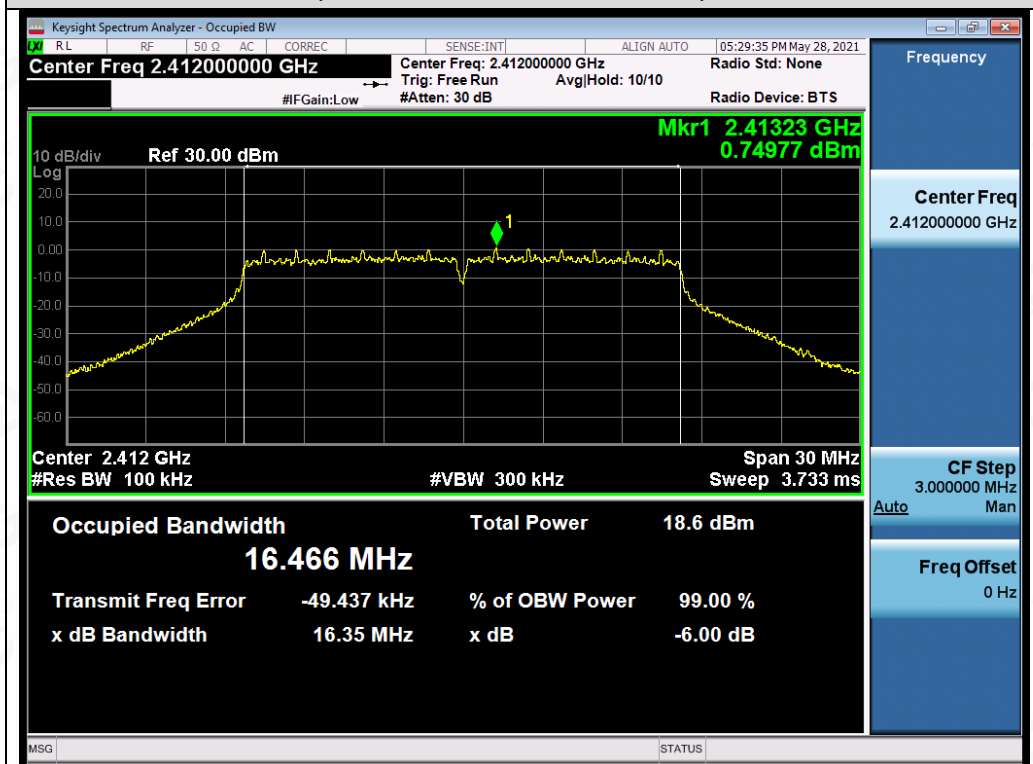 Keysight Spectrum Analyzer - Occupied BW
LXI RL RF 50 Ω AC CORREC SENSE:INT ALIGN AUTO 05:29:35 PM May 28, 2021
Center Freq 2.412000000 GHz
Center Freq: 2.412000000 GHz
Radio Std: None
Trig: Free Run Avg|Hold: 10/10
#IFGain:Low
#Atten: 30 dB
Radio Device: BTS
Mkr1 2.41323 GHz
0.74977 dBm
10 dB/div Ref 30.00 dBm
Log
20.0
10.0
0.00
-10.0
-20.0
-30.0
-40.0
-50.0
-60.0
1
Center 2.412 GHz Span 30 MHz
#Res BW 100 kHz #VBW 300 kHz Sweep 3.733 ms
Occupied Bandwidth Total Power 18.6 dBm
16.466 MHz
Transmit Freq Error -49.437 kHz % of OBW Power 99.00 %
x dB Bandwidth 16.35 MHz x dB -6.00 dB
MSG STATUS
Frequency
Center Freq
2.412000000 GHz
CF Step
3.000000 MHz
Auto Man
Freq Offset
0 Hz